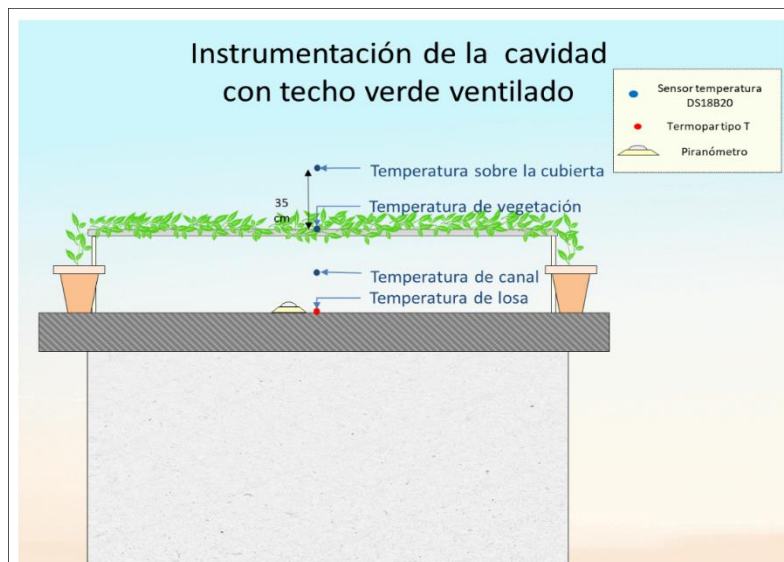 Instrumentación de la cavidad
con techo verde ventilado
Sensor temperatura
DS18B20
Termopar tipo T
Piranómetro
Temperatura sobre la cubierta
35
cm
Temperatura de vegetación
Temperatura de canal
Temperatura de losa